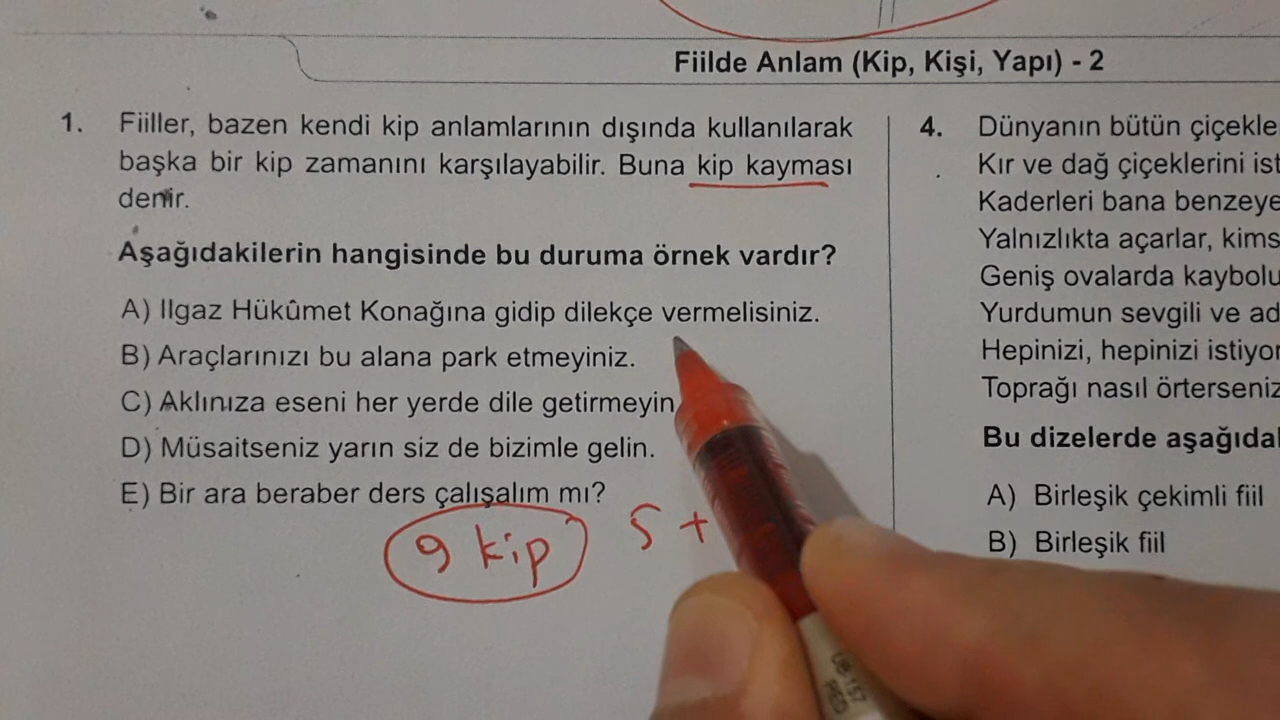 Fiilde Anlam (Kip, Kişi, Yapı) - 2
1. Fiiller, bazen kendi kip anlamlarının dışında kullanılarak
başka bir kip zamanını karşılayabilir. Buna kip kayması
denir.
Aşağıdakilerin hangisinde bu duruma örnek vardır?
A) Ilgaz Hükûmet Konağına gidip dilekçe vermelisiniz.
B) Araçlarınızı bu alana park etmeyiniz.
C) Aklınıza eseni her yerde dile getirmeyin
D) Müsaitseniz yarın siz de bizimle gelin.
E) Bir ara beraber ders çalışalım mı?
9 kip 5 +
4. Dünyanın bütün çiçekle
Kır ve dağ çiçeklerini ist
Kaderleri bana benzeye
Yalnızlıkta açarlar, kims
Geniş ovalarda kaybolu
Yurdumun sevgili ve ad
Hepinizi, hepinizi istiyor
Toprağı nasıl örterseniz
Bu dizelerde aşağıdal
A) Birleşik çekimli fiil
B) Birleşik fiil
UB 157
RED